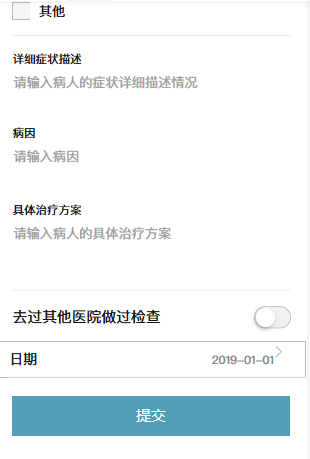 其他
详细症状描述
请输入病人的症状详细描述情况
病因
请输入病因
具体治疗方案
请输入病人的具体治疗方案
去过其他医院做过检查
日期 2019-01-01
提交